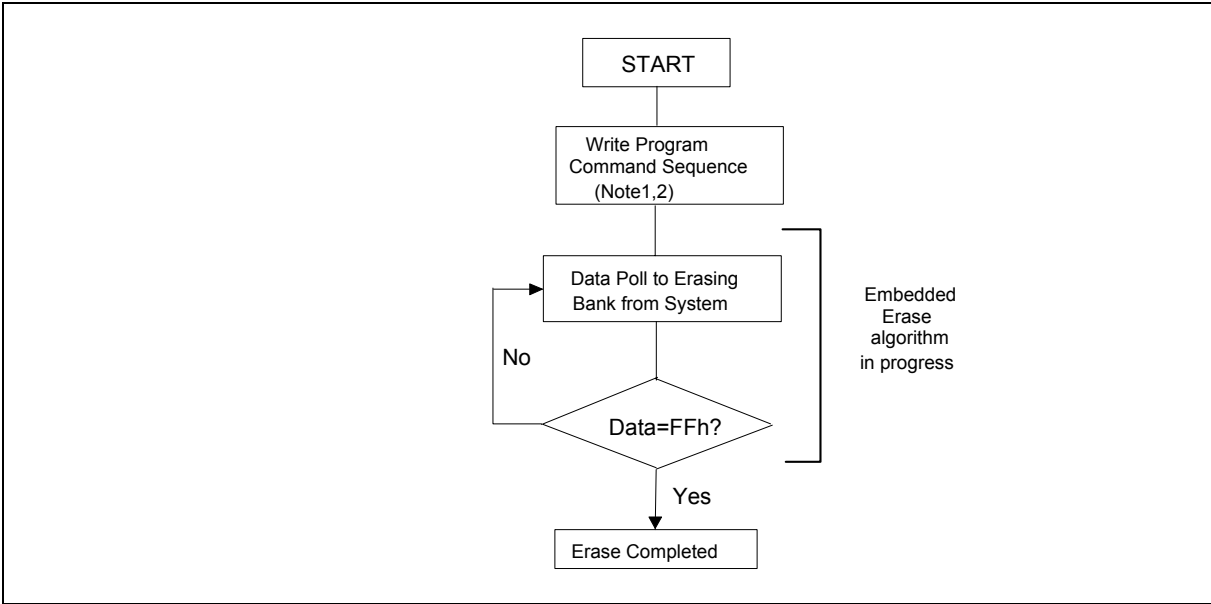 START
Write Program
Command Sequence
(Note1,2)
Data Poll to Erasing
Bank from System
Embedded
Erase
algorithm
in progress
No
Data=FFh?
Yes
Erase Completed